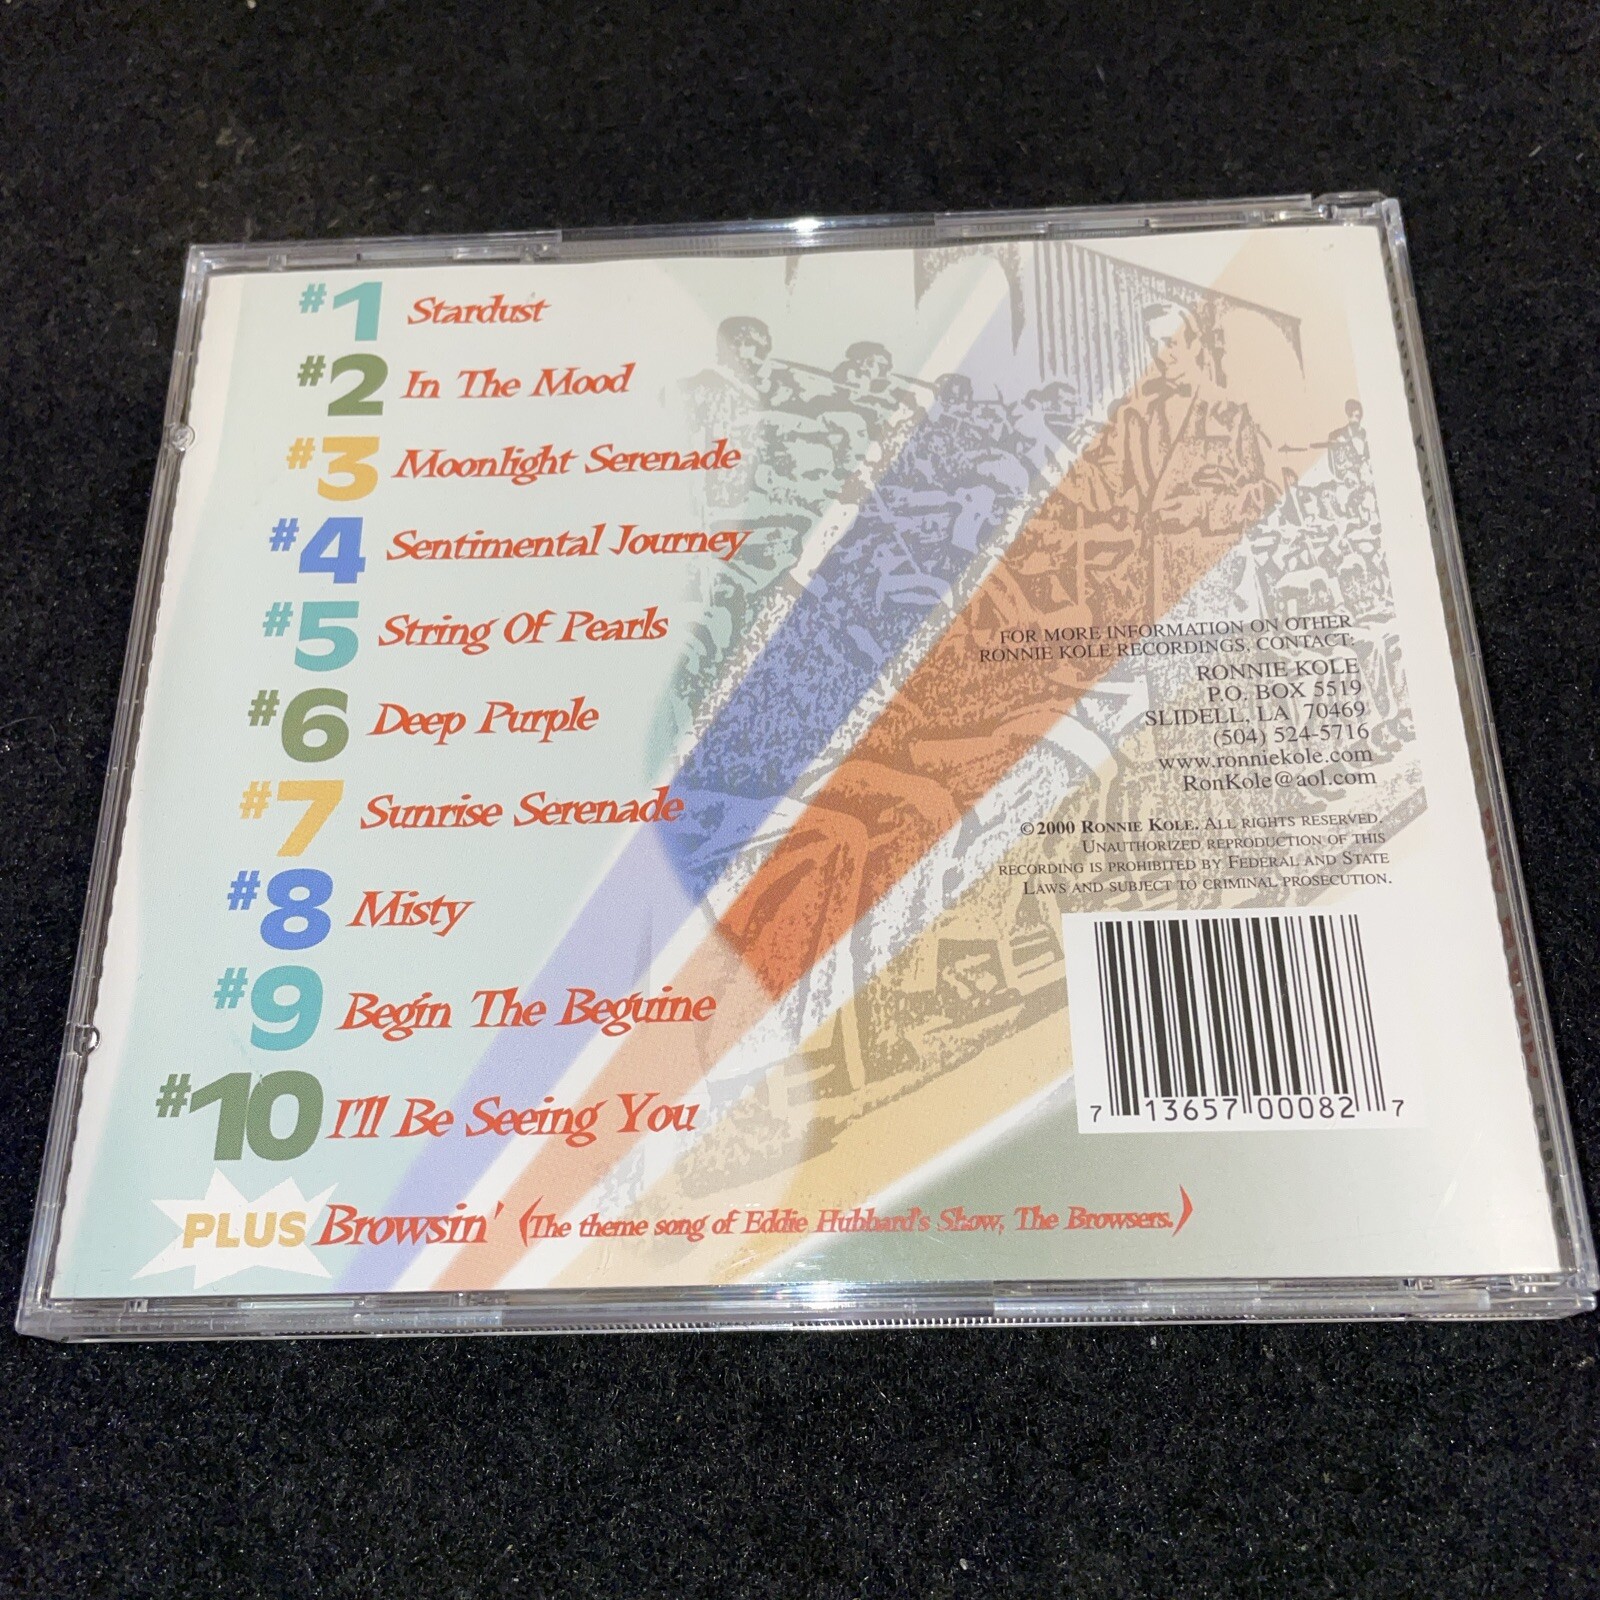 #1 Stardust
#2 In The Mood
#3 Moonlight Serenade
#4 Sentimental Journey
#5 String Of Pearls
#6 Deep Purple
#7 Sunrise Serenade
#8 Misty
#9 Begin The Beguine
#10 I'll Be Seeing You
PLUS Browsin' (The theme song of Eddie Hubbard's Show, The Browsers.)
FOR MORE INFORMATION ON OTHER
RONNIE KOLE RECORDINGS, CONTACT:
RONNIE KOLE
P.O. BOX 5519
SLIDELL, LA 70469
(504) 524-5716
www.ronniekole.com
RonKole@aol.com
©2000 RONNIE KOLE. ALL RIGHTS RESERVED.
UNAUTHORIZED REPRODUCTION OF THIS
RECORDING IS PROHIBITED BY FEDERAL AND STATE
LAWS AND SUBJECT TO CRIMINAL PROSECUTION.
7 13657 00082 7